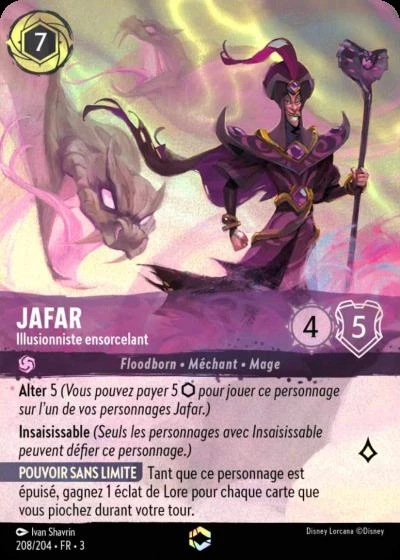 7
JAFAR
Illusionniste ensorcelant
4
5
Floodborn • Méchant • Mage
Alter 5 (Vous pouvez payer 5 ⬡ pour jouer ce personnage
sur l’un de vos personnages Jafar.)
Insaisissable (Seuls les personnages avec Insaisissable
peuvent défier ce personnage.)
POUVOIR SANS LIMITE Tant que ce personnage est
épuisé, gagnez 1 éclat de Lore pour chaque carte que
vous piochez durant votre tour.
Ivan Shavrin
208/204 • FR • 3
Disney Lorcana ©Disney